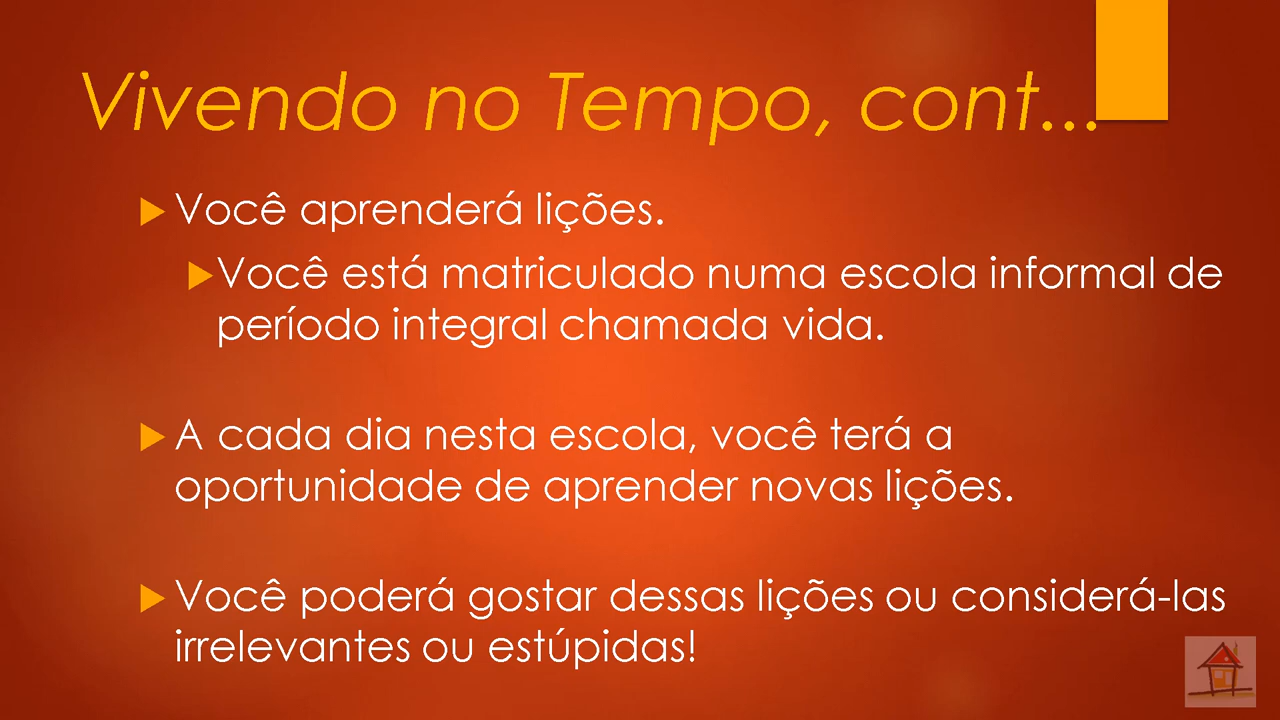 Vivendo no Tempo, cont...
Você aprenderá lições.
Você está matriculado numa escola informal de
período integral chamada vida.
A cada dia nesta escola, você terá a
oportunidade de aprender novas lições.
Você poderá gostar dessas lições ou considerá-las
irrelevantes ou estúpidas!